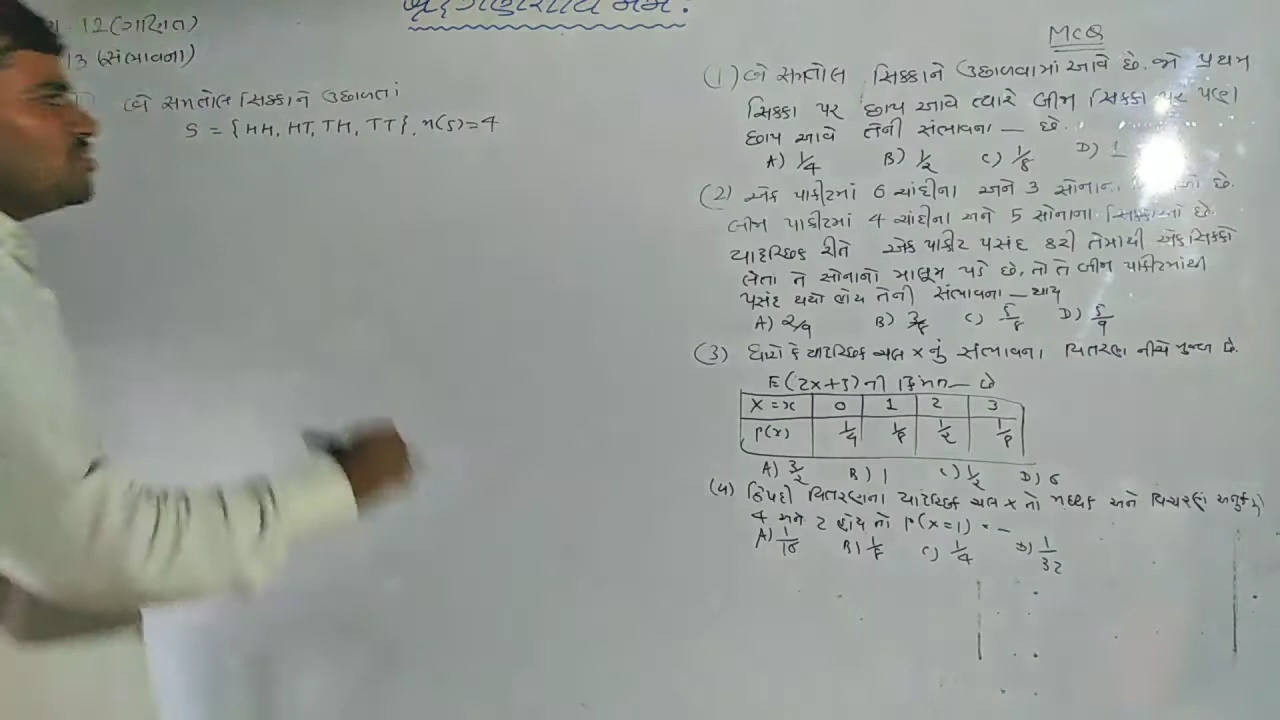 બૃહદગણેશાય નમઃ
12 (ગણિત)
13 (સંભાવના)
બે સમતોલ સિક્કાને ઉછાળતાં
S = {HH, HT, TH, TT}, n(S)=4
MCQ
(1) બે સમતોલ સિક્કાને ઉછાળવામાં આવે છે. જો પ્રથમ
સિક્કા પર છાપ આવે ત્યારે બીજા સિક્કા પર પણ
છાપ આવે તેની સંભાવના — છે.
A) 1/4 B) 1/2 C) 1/8 D) 1
(2) એક પાકીટમાં 6 ચાંદીના અને 3 સોનાના છે.
બીજા પાકીટમાં 4 ચાંદીના અને 5 સોનાના સિક્કાઓ છે.
યાદચ્છિક રીતે એક પાકીટ પસંદ કરી તેમાંથી એક સિક્કો
લેતા તે સોનાનો માલૂમ પડે છે, તો તે બીજા પાકીટમાંથી
પસંદ થયો હોય તેની સંભાવના — થાય
A) 2/9 B) 3/8 C) 5/8 D) 5/9
(3) ધારો કે યાદચ્છિક ચલ X નું સંભાવના વિતરણ નીચે મુજબ છે.
E(2X+3) ની કિંમત — છે
X=x 0 1 2 3
P(x) 1/4 1/8 1/2 1/8
A) 3/2 B) 1 C) 1/2 D) 6
(4) દ્વિપદી વિતરણના યાદચ્છિક ચલ X નો મધ્યક અને વિચરણ અનુક્રમે
4 અને 2 હોય તો P(X=1) = —
A) 1/16 B) 1/8 C) 1/4 D) 1/32